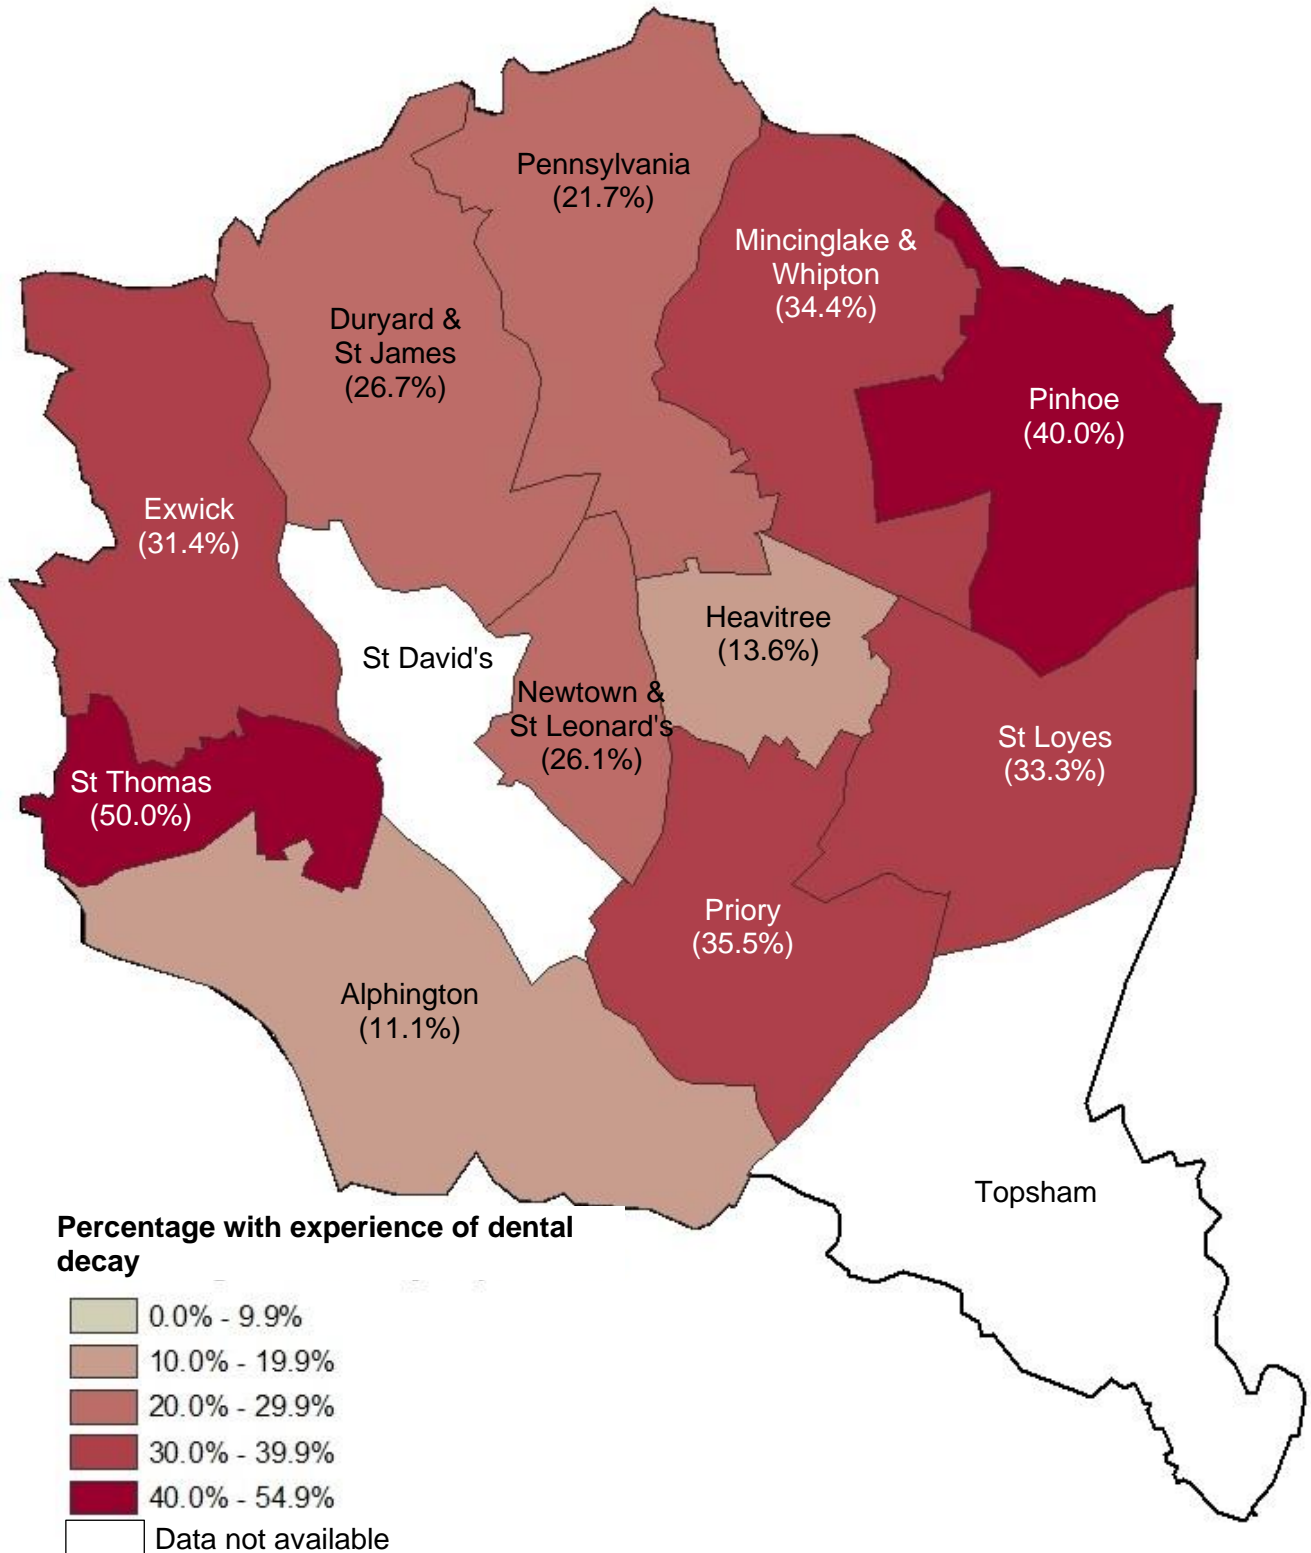 Pennsylvania
(21.7%)
Mincinglake &
Whipton
(34.4%)
Duryard &
St James
(26.7%)
Pinhoe
(40.0%)
Exwick
(31.4%)
Heavitree
(13.6%)
St David's
Newtown &
St Leonard's
(26.1%)
St Loyes
(33.3%)
St Thomas
(50.0%)
Priory
(35.5%)
Alphington
(11.1%)
Topsham
Percentage with experience of dental
decay
0.0% - 9.9%
10.0% - 19.9%
20.0% - 29.9%
30.0% - 39.9%
40.0% - 54.9%
Data not available